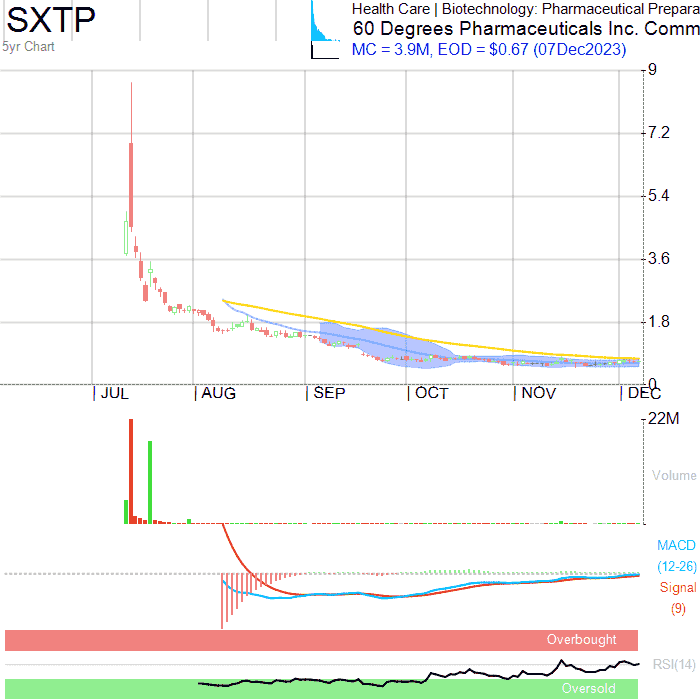 SXTP
5yr Chart
Health Care | Biotechnology: Pharmaceutical Prepara
60 Degrees Pharmaceuticals Inc. Comm
MC = 3.9M, EOD = $0.67 (07Dec2023)
9
7.2
5.4
3.6
1.8
0
JUL AUG SEP OCT NOV DEC
22M
Volume
MACD
(12-26)
Signal
(9)
Overbought
RSI(14)
Oversold